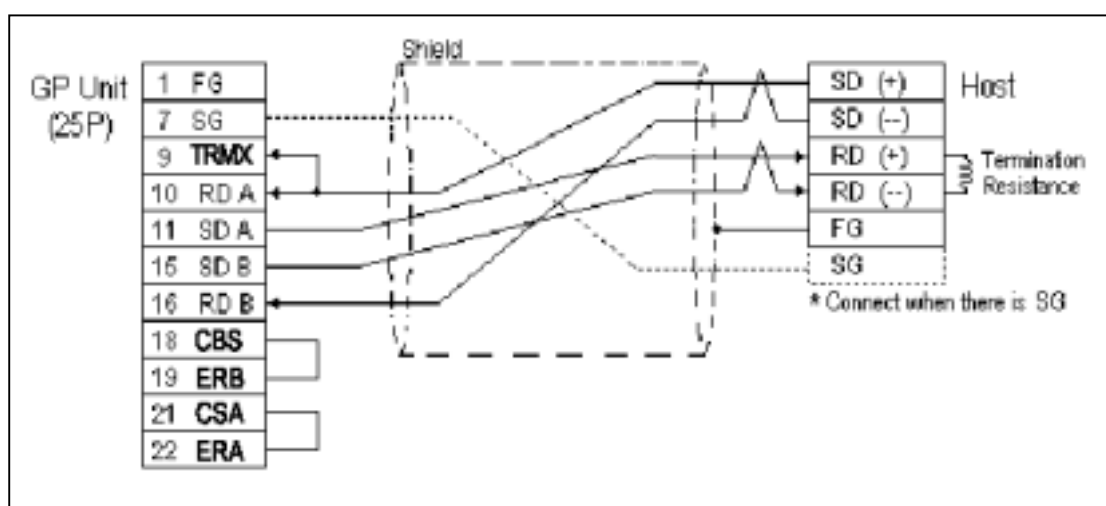 Shield
GP Unit
(25P)
1 FG
7 SG
9 TRMX
10 RD A
11 SD A
15 SD B
16 RD B
18 CBS
19 ERB
21 CSA
22 ERA
SD (+)
SD (--)
RD (+)
RD (--)
FG
SG
Host
Termination
Resistance
* Connect when there is SG